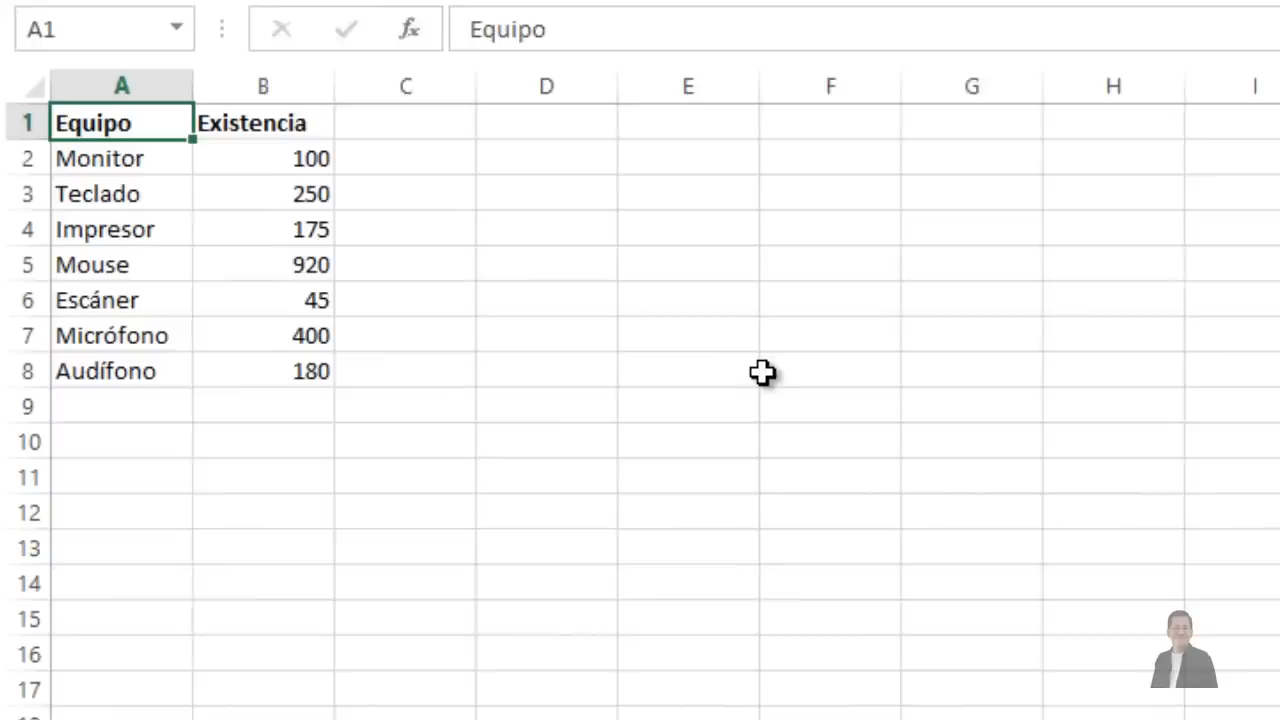 A1 fx Equipo
A B C D E F G H I
1 Equipo Existencia
2 Monitor 100
3 Teclado 250
4 Impresor 175
5 Mouse 920
6 Escáner 45
7 Micrófono 400
8 Audífono 180
9
10
11
12
13
14
15
16
17